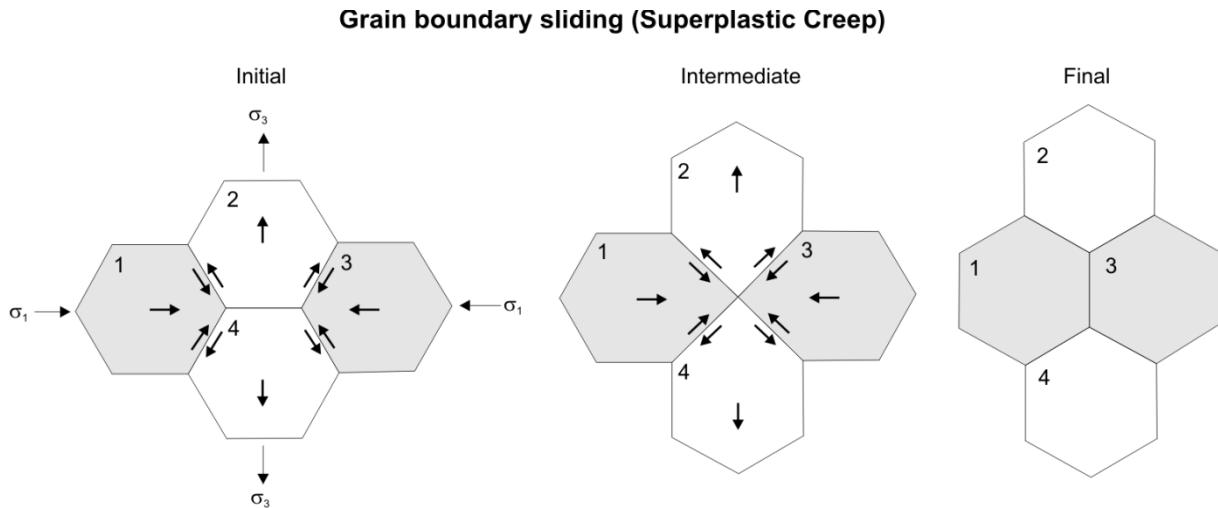 Grain boundary sliding (Superplastic Creep)
Initial
Intermediate
Final
σ3
2
1
3
σ1
σ1
4
σ3
2
1
3
4
2
1
3
4